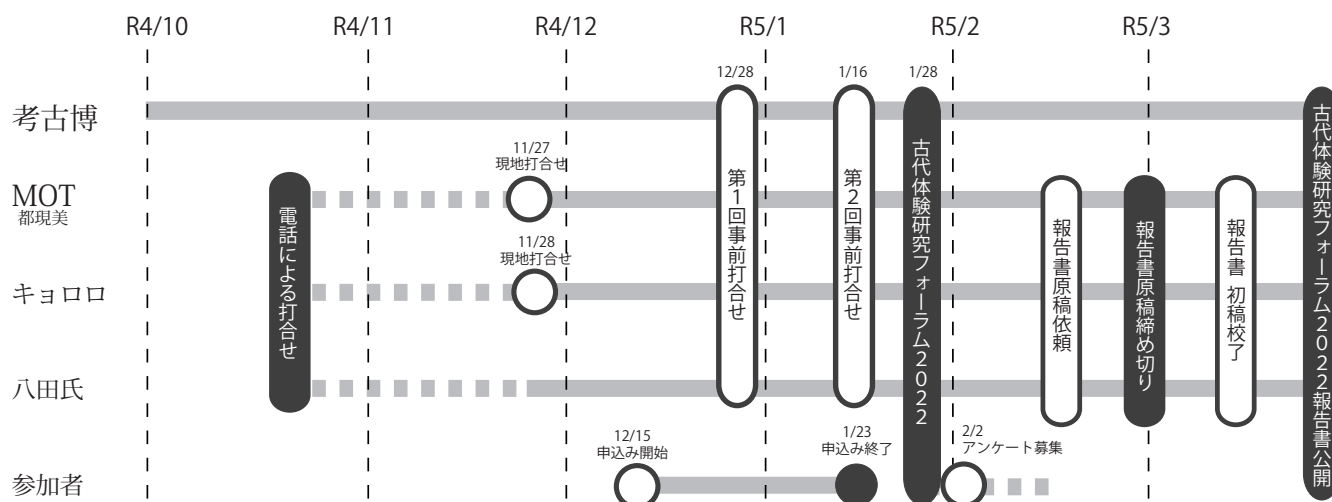 R4/10
R4/11
R4/12
R5/1
R5/2
R5/3
12/28
1/16
1/28
考古博
MOT
都現美
キョロロ
八田氏
参加者
電話による打合せ
11/27
現地打合せ
11/28
現地打合せ
12/15
申込み開始
第1回事前打合せ
第2回事前打合せ
1/23
申込み終了
古代体験研究フォーラム2022
2/2
アンケート募集
報告書原稿依頼
報告書原稿締め切り
報告書 初稿校了
古代体験研究フォーラム2022報告書公開